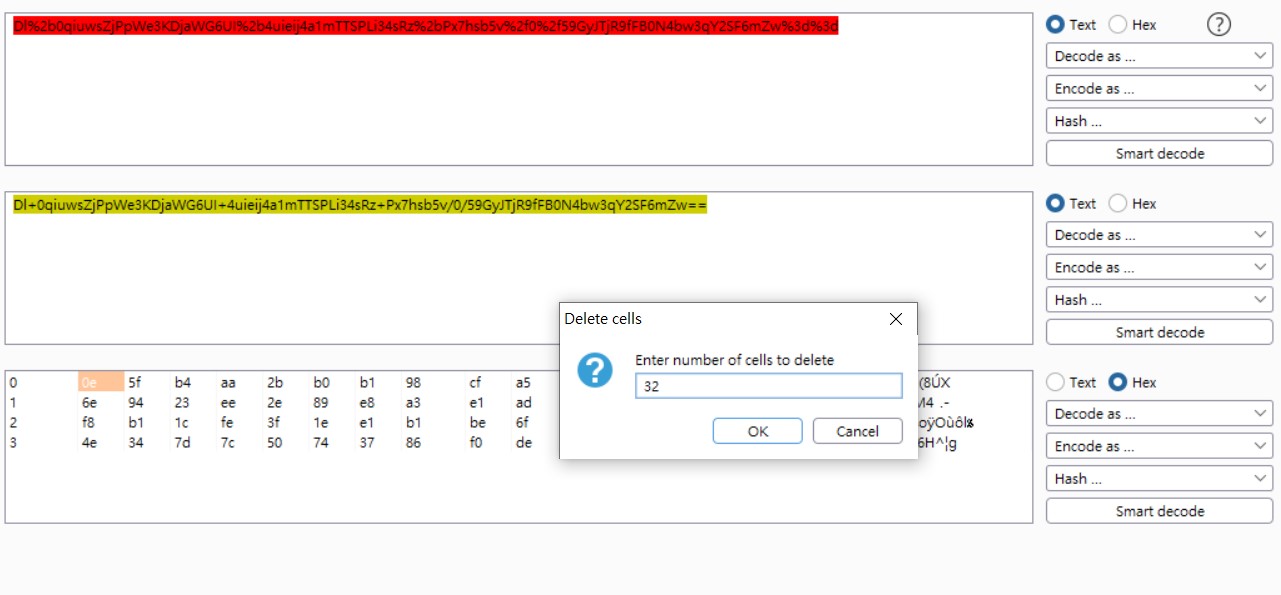 Dl%2b0qiuwsZjPpWe3KDjaWG6UI%2b4uieij4a1mTTSPLi34sRz%2bPx7hsb5v%2f0%2f59GyJTjR9fFB0N4bw3qY2SF6mZw%3d%3d
Text Hex ?
Decode as ...
Encode as ...
Hash ...
Smart decode
Dl+0qiuwsZjPpWe3KDjaWG6UI+4uieij4a1mTTSPLi34sRz+Px7hsb5v/0/59GyJTjR9fFB0N4bw3qY2SF6mZw==
Text Hex
Decode as ...
Encode as ...
Hash ...
Smart decode
Delete cells
Enter number of cells to delete
32
OK Cancel
0 0e 5f b4 aa 2b b0 b1 98 cf a5 (8ÚX
1 6e 94 23 ee 2e 89 e8 a3 e1 ad M4 .-
2 f8 b1 1c fe 3f 1e e1 b1 be 6f oÿOùôl
3 4e 34 7d 7c 50 74 37 86 f0 de 6H^¦g
Text Hex
Decode as ...
Encode as ...
Hash ...
Smart decode